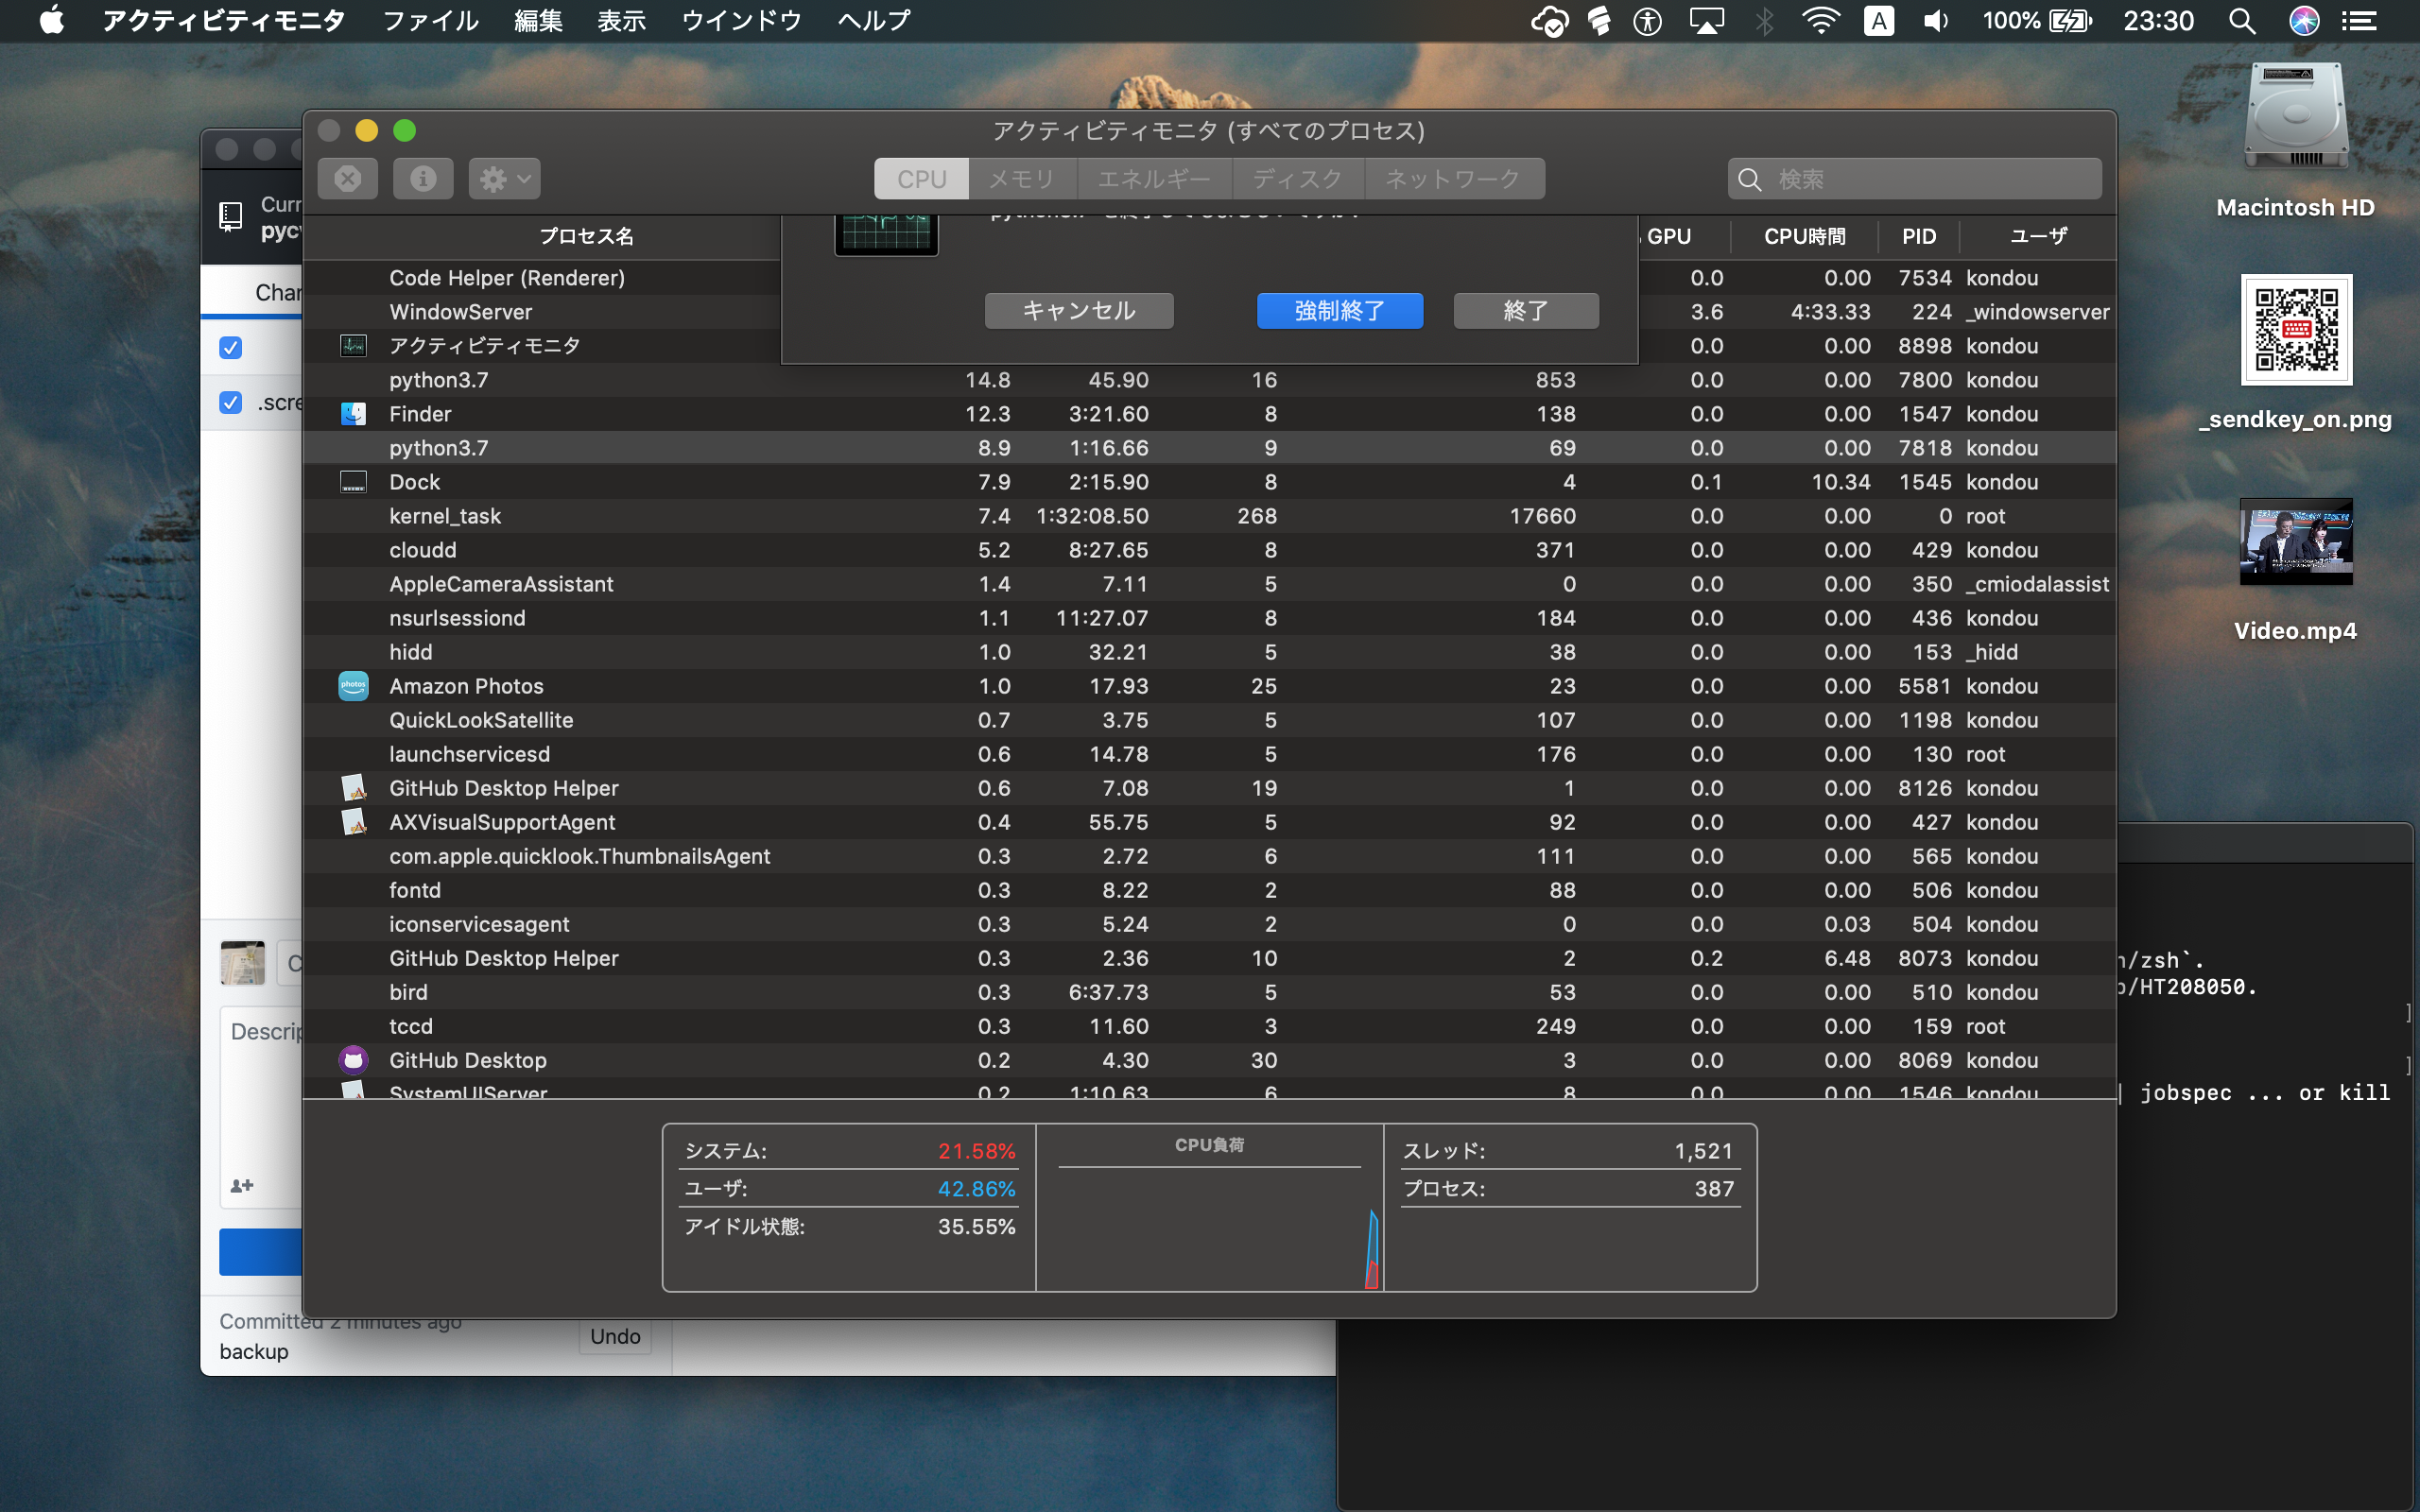 アクティビティモニタ ファイル 編集 表示 ウインドウ ヘルプ A 100% 23:30
アクティビティモニタ (すべてのプロセス)
CPU メモリ エネルギー ディスク ネットワーク 検索
キャンセル 強制終了 終了
プロセス名 GPU CPU時間 PID ユーザ
Code Helper (Renderer) 0.0 0.00 7534 kondou
WindowServer 3.6 4:33.33 224 _windowserver
アクティビティモニタ 0.0 0.00 8898 kondou
python3.7 14.8 45.90 16 853 0.0 0.00 7800 kondou
Finder 12.3 3:21.60 8 138 0.0 0.00 1547 kondou
python3.7 8.9 1:16.66 9 69 0.0 0.00 7818 kondou
Dock 7.9 2:15.90 8 4 0.1 10.34 1545 kondou
kernel_task 7.4 1:32:08.50 268 17660 0.0 0.00 0 root
cloudd 5.2 8:27.65 8 371 0.0 0.00 429 kondou
AppleCameraAssistant 1.4 7.11 5 0 0.0 0.00 350 _cmiodalassist
nsurlsessiond 1.1 11:27.07 8 184 0.0 0.00 436 kondou
hidd 1.0 32.21 5 38 0.0 0.00 153 _hidd
photos Amazon Photos 1.0 17.93 25 23 0.0 0.00 5581 kondou
QuickLookSatellite 0.7 3.75 5 107 0.0 0.00 1198 kondou
launchservicesd 0.6 14.78 5 176 0.0 0.00 130 root
GitHub Desktop Helper 0.6 7.08 19 1 0.0 0.00 8126 kondou
AXVisualSupportAgent 0.4 55.75 5 92 0.0 0.00 427 kondou
com.apple.quicklook.ThumbnailsAgent 0.3 2.72 6 111 0.0 0.00 565 kondou
fontd 0.3 8.22 2 88 0.0 0.00 506 kondou
iconservicesagent 0.3 5.24 2 0 0.0 0.03 504 kondou
GitHub Desktop Helper 0.3 2.36 10 2 0.2 6.48 8073 kondou
bird 0.3 6:37.73 5 53 0.0 0.00 510 kondou
tccd 0.3 11.60 3 249 0.0 0.00 159 root
GitHub Desktop 0.2 4.30 30 3 0.0 0.00 8069 kondou
SystemUIServer 0.2 1:10.63 6 8 0.0 0.00 1546 kondou
システム: 21.58%
ユーザ: 42.86%
アイドル状態: 35.55%
CPU負荷
スレッド: 1,521
プロセス: 387
Curr
pycv
Char
.scre
C
Descrip
Committed 2 minutes ago
backup
Undo
Macintosh HD
_sendkey_on.png
Video.mp4
n/zsh`.
o/HT208050.
]
]
| jobspec ... or kill